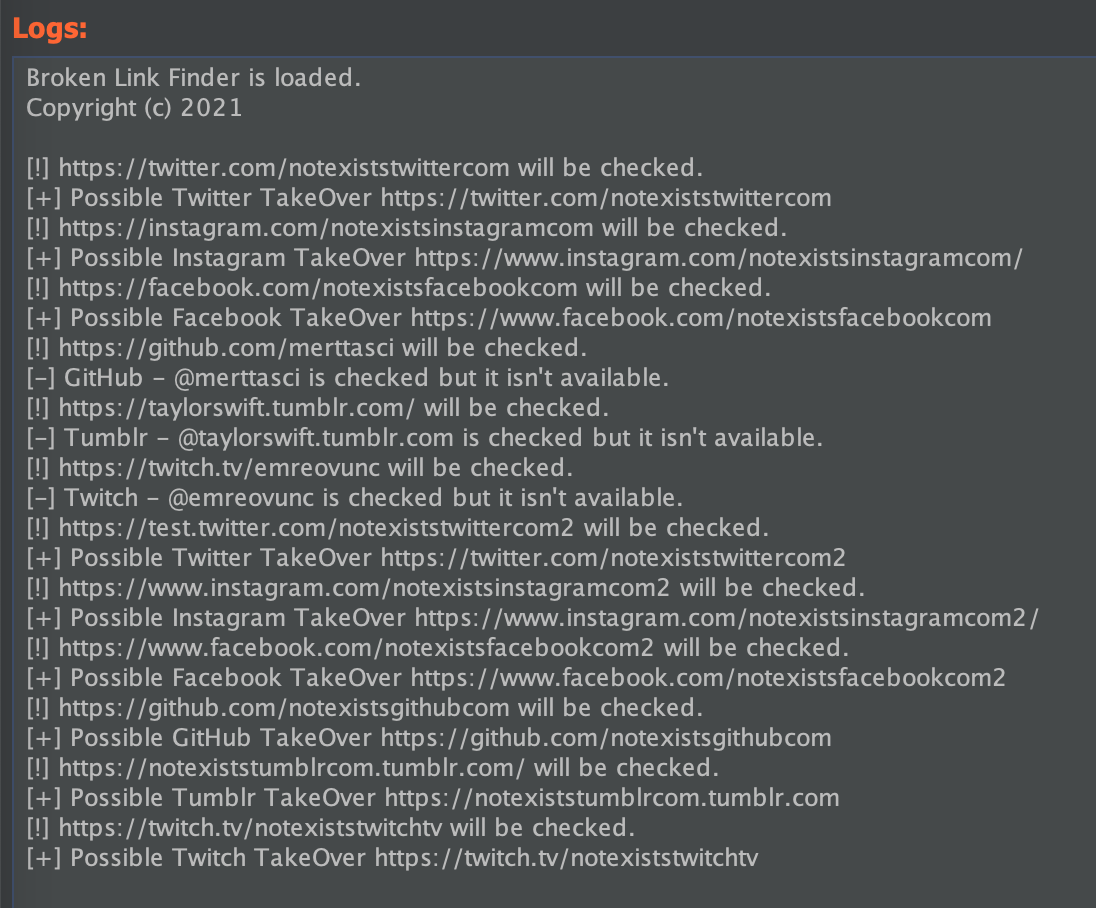 Logs:
Broken Link Finder is loaded.
Copyright (c) 2021
[!] https://twitter.com/notexiststwittercom will be checked.
[+] Possible Twitter TakeOver https://twitter.com/notexiststwittercom
[!] https://instagram.com/notexistsinstagramcom will be checked.
[+] Possible Instagram TakeOver https://www.instagram.com/notexistsinstagramcom/
[!] https://facebook.com/notexistsfacebookcom will be checked.
[+] Possible Facebook TakeOver https://www.facebook.com/notexistsfacebookcom
[!] https://github.com/merttasci will be checked.
[-] GitHub - @merttasci is checked but it isn't available.
[!] https://taylorswift.tumblr.com/ will be checked.
[-] Tumblr - @taylorswift.tumblr.com is checked but it isn't available.
[!] https://twitch.tv/emreovunc will be checked.
[-] Twitch - @emreovunc is checked but it isn't available.
[!] https://test.twitter.com/notexiststwittercom2 will be checked.
[+] Possible Twitter TakeOver https://twitter.com/notexiststwittercom2
[!] https://www.instagram.com/notexistsinstagramcom2 will be checked.
[+] Possible Instagram TakeOver https://www.instagram.com/notexistsinstagramcom2/
[!] https://www.facebook.com/notexistsfacebookcom2 will be checked.
[+] Possible Facebook TakeOver https://www.facebook.com/notexistsfacebookcom2
[!] https://github.com/notexistsgithubcom will be checked.
[+] Possible GitHub TakeOver https://github.com/notexistsgithubcom
[!] https://notexiststumblrcom.tumblr.com/ will be checked.
[+] Possible Tumblr TakeOver https://notexiststumblrcom.tumblr.com
[!] https://twitch.tv/notexiststwitchtv will be checked.
[+] Possible Twitch TakeOver https://twitch.tv/notexiststwitchtv